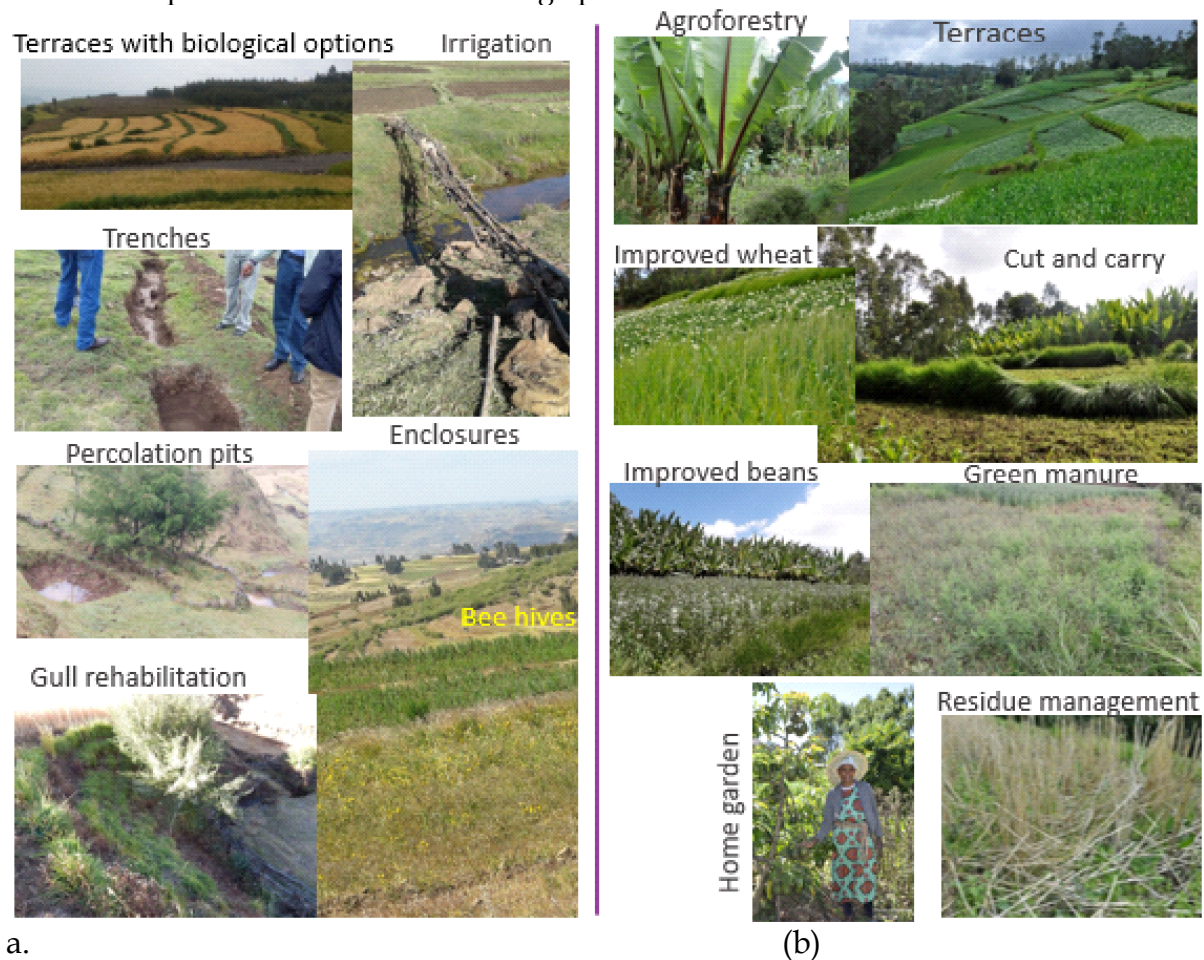 Terraces with biological options
Irrigation
Trenches
Percolation pits
Enclosures
Bee hives
Gull rehabilitation
a.
Agroforestry
Terraces
Improved wheat
Cut and carry
Improved beans
Green manure
Home garden
Residue management
(b)